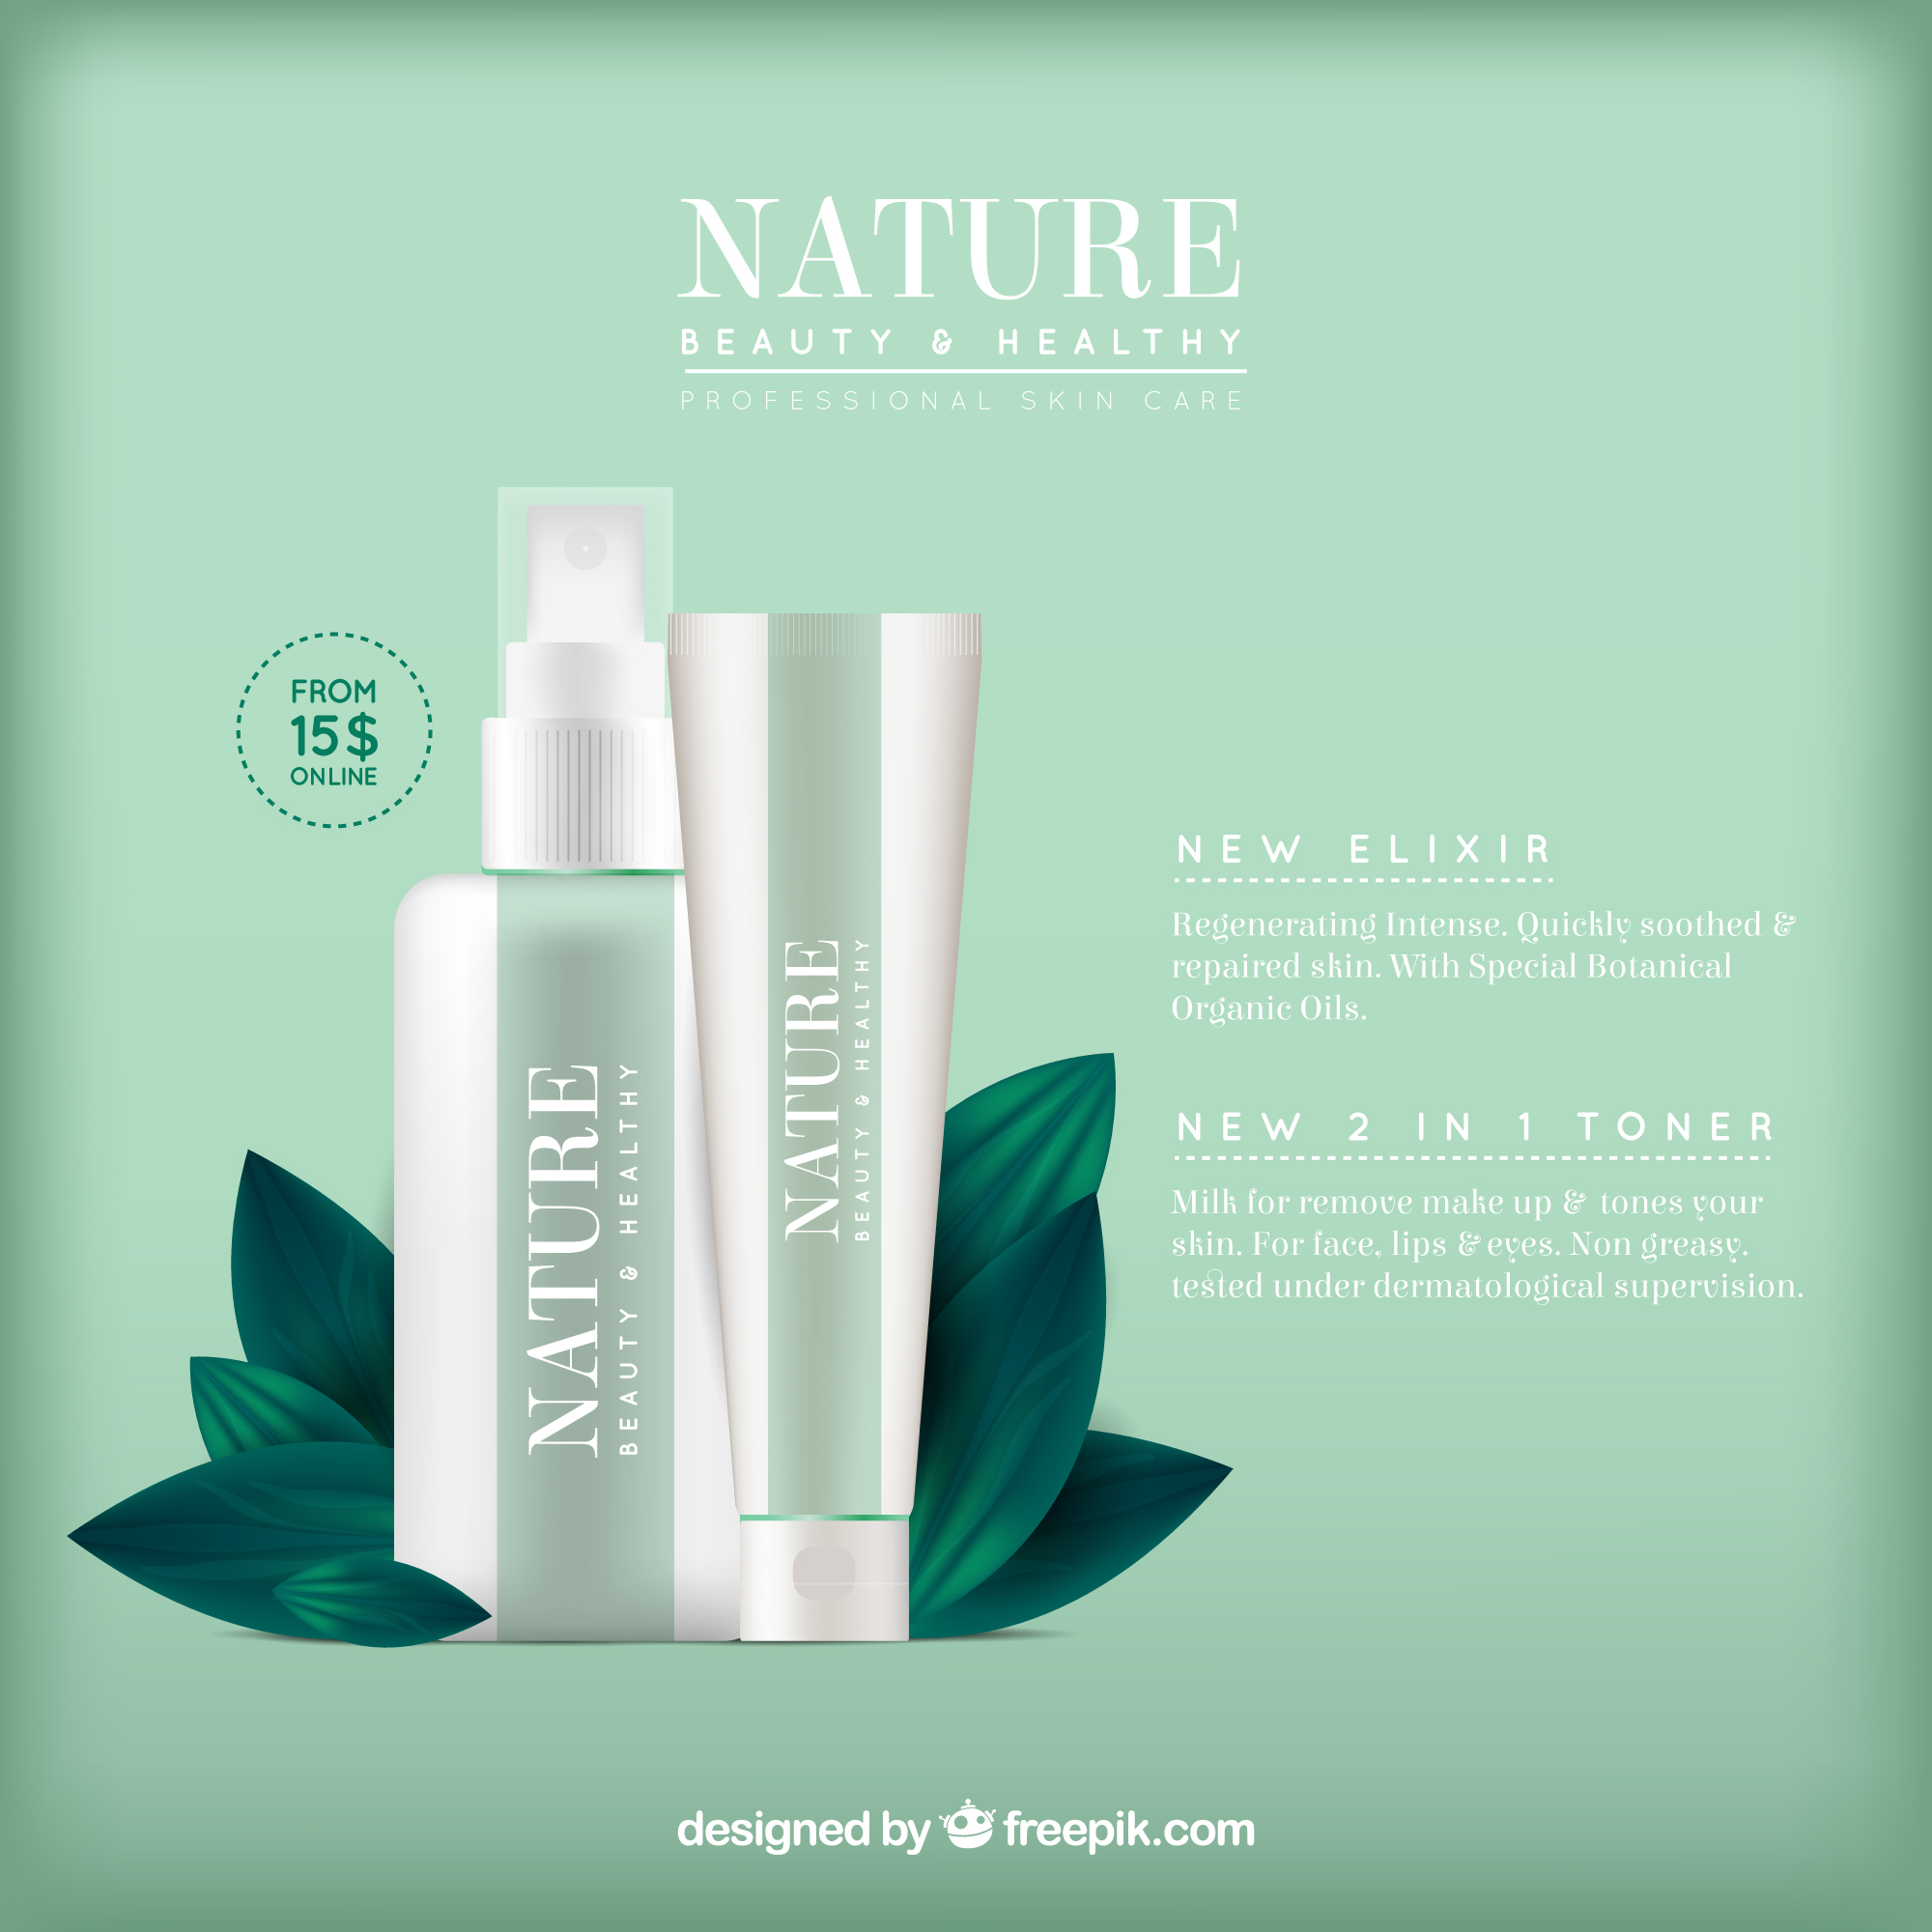 NATURE
BEAUTY & HEALTHY
PROFESSIONAL SKIN CARE
FROM
15$
ONLINE
NATURE
BEAUTY & HEALTHY
NATURE
BEAUTY & HEALTHY
NEW ELIXIR
Regenerating Intense. Quickly soothed &
repaired skin. With Special Botanical
Organic Oils.
NEW 2 IN 1 TONER
Milk for remove make up & tones your
skin. For face, lips & eyes. Non greasy.
tested under dermatological supervision.
designed by freepik.com